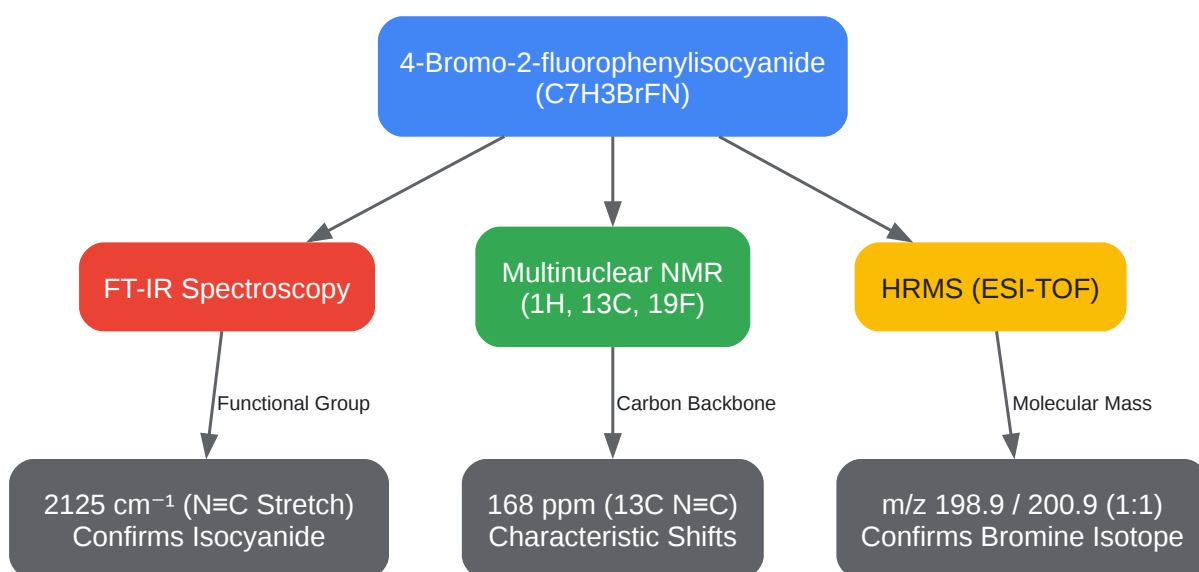 4-Bromo-2-fluorophenylisocyanide
(C7H3BrFN)
FT-IR Spectroscopy
Multinuclear NMR
(1H, 13C, 19F)
HRMS (ESI-TOF)
Functional Group
Carbon Backbone
Molecular Mass
2125 cm⁻¹ (N≡C Stretch)
Confirms Isocyanide
168 ppm (13C N≡C)
Characteristic Shifts
m/z 198.9 / 200.9 (1:1)
Confirms Bromine Isotope